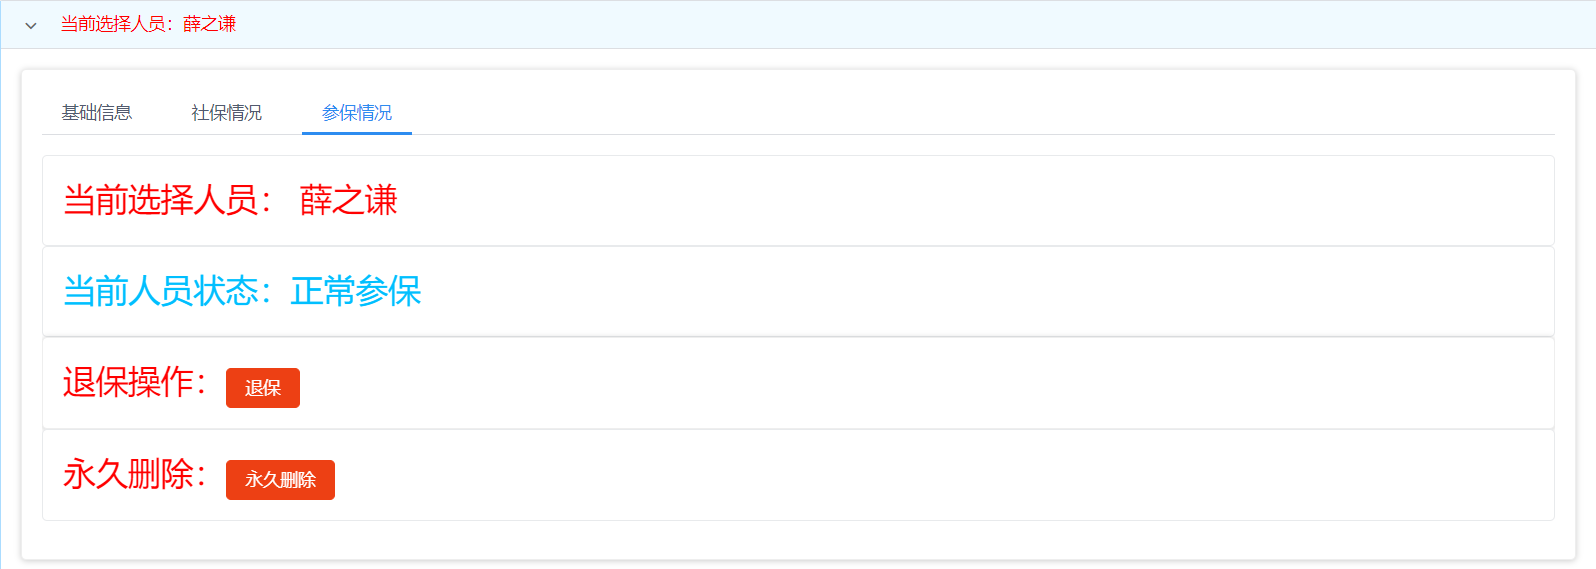 当前选择人员：薛之谦
基础信息 社保情况 参保情况
当前选择人员： 薛之谦
当前人员状态：正常参保
退保操作： 退保
永久删除： 永久删除